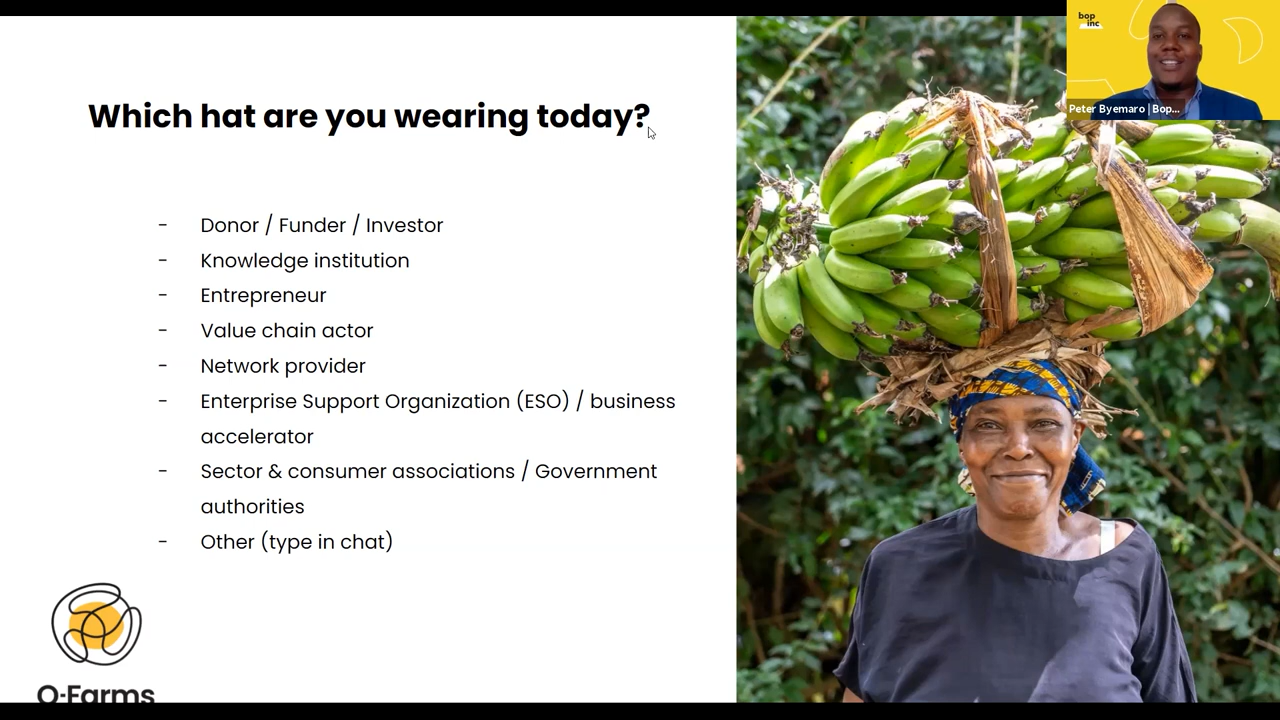 bop
inc
Peter Byemaro | Bop...
Which hat are you wearing today?
- Donor / Funder / Investor
- Knowledge institution
- Entrepreneur
- Value chain actor
- Network provider
- Enterprise Support Organization (ESO) / business
accelerator
- Sector & consumer associations / Government
authorities
- Other (type in chat)
O-Farms